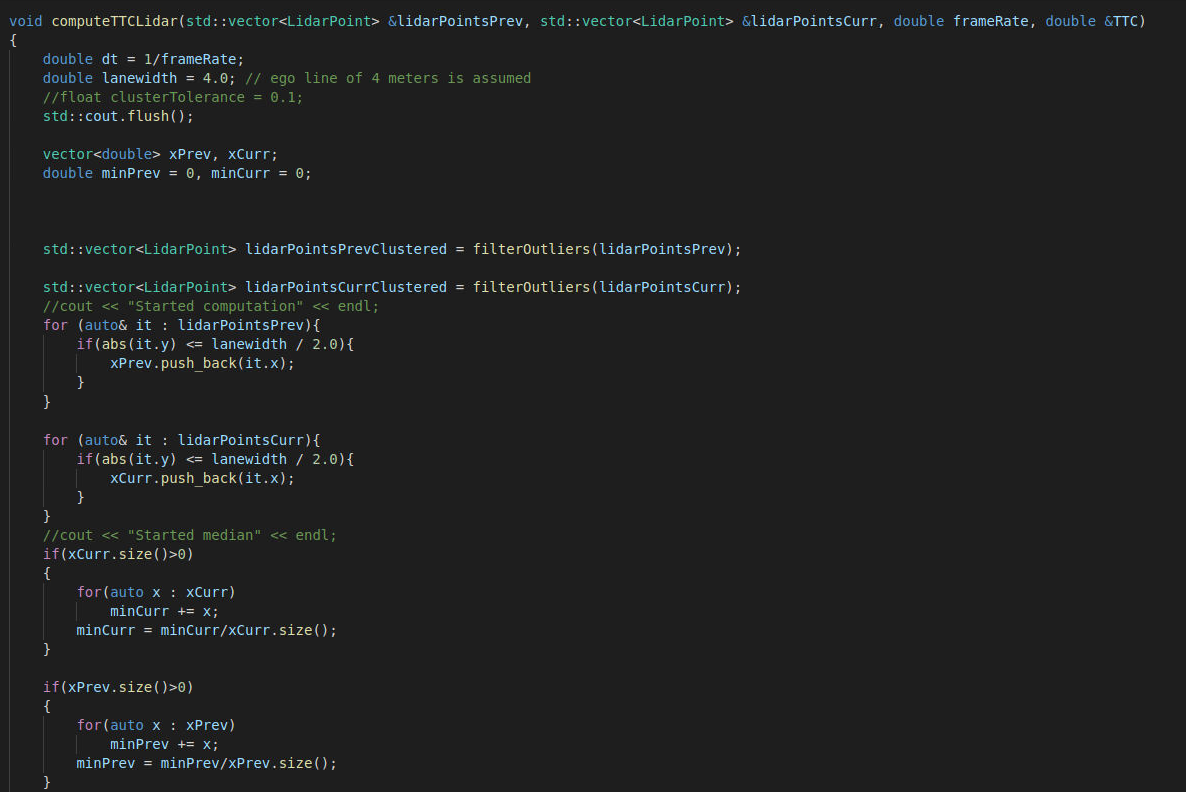 void computeTTCLidar(std::vector<LidarPoint> &lidarPointsPrev, std::vector<LidarPoint> &lidarPointsCurr, double frameRate, double &TTC)
{
    double dt = 1/frameRate;
    double lanewidth = 4.0; // ego line of 4 meters is assumed
    //float clusterTolerance = 0.1;
    std::cout.flush();

    vector<double> xPrev, xCurr;
    double minPrev = 0, minCurr = 0;

    std::vector<LidarPoint> lidarPointsPrevClustered = filterOutliers(lidarPointsPrev);

    std::vector<LidarPoint> lidarPointsCurrClustered = filterOutliers(lidarPointsCurr);
    //cout << "Started computation" << endl;
    for (auto& it : lidarPointsPrev){
        if(abs(it.y) <= lanewidth / 2.0){
            xPrev.push_back(it.x);
        }
    }

    for (auto& it : lidarPointsCurr){
        if(abs(it.y) <= lanewidth / 2.0){
            xCurr.push_back(it.x);
        }
    }
    //cout << "Started median" << endl;
    if(xCurr.size()>0)
    {
        for(auto x : xCurr)
            minCurr += x;
        minCurr = minCurr/xCurr.size();
    }

    if(xPrev.size()>0)
    {
        for(auto x : xPrev)
            minPrev += x;
        minPrev = minPrev/xPrev.size();
    }